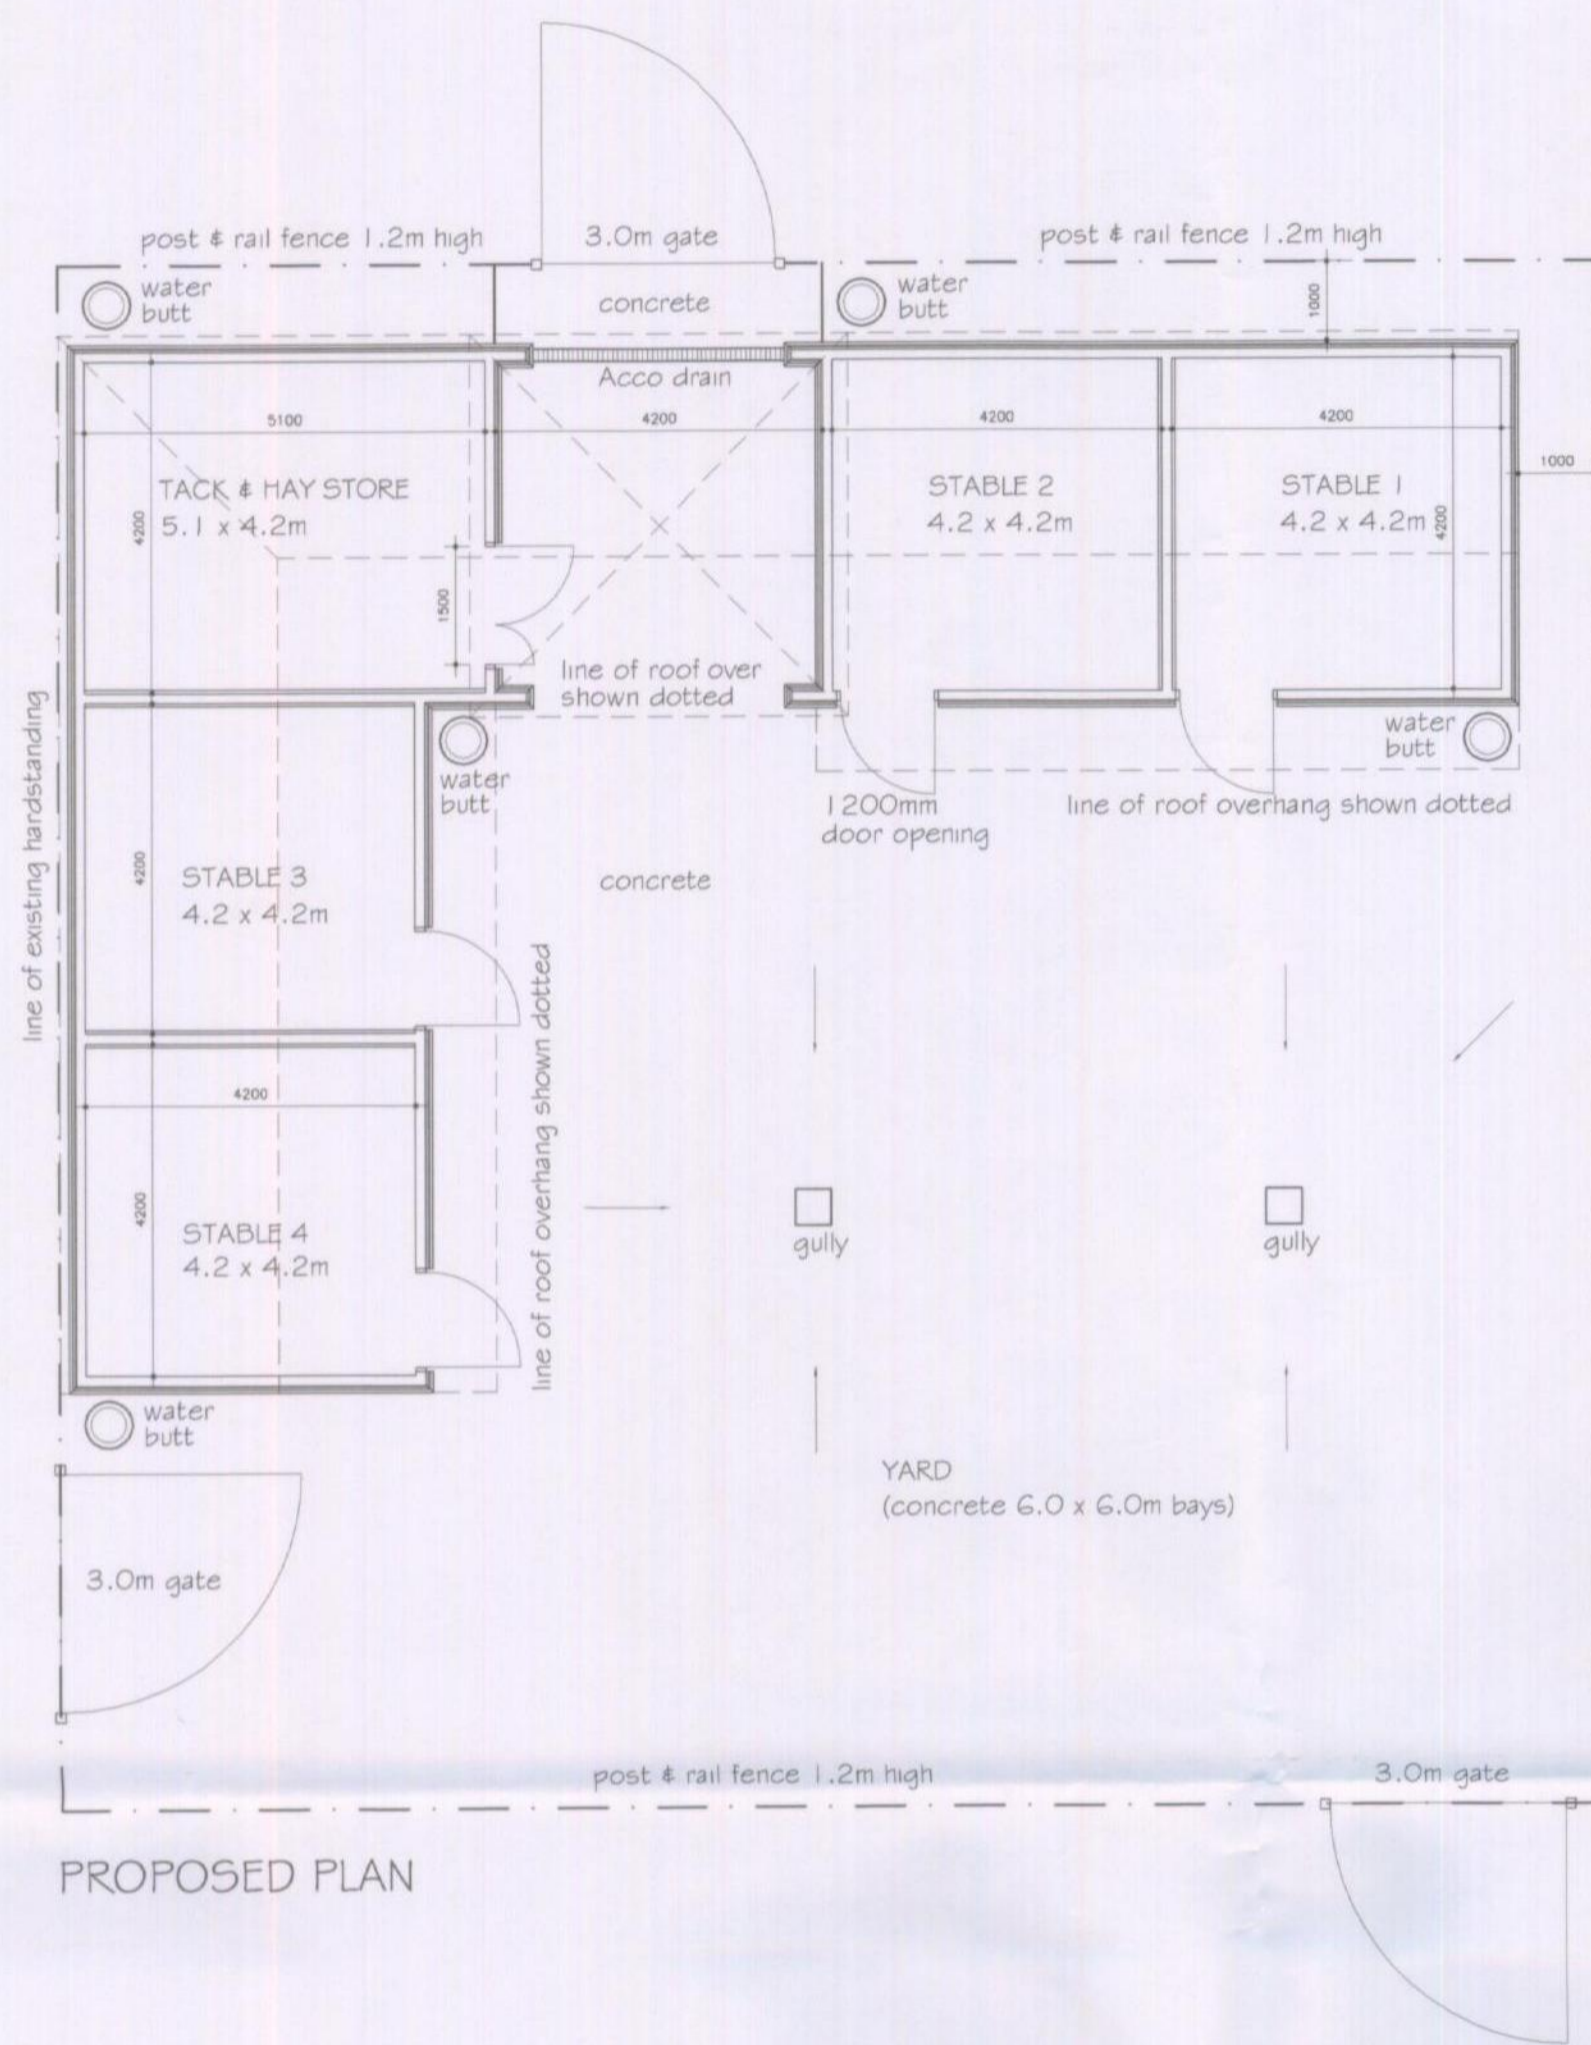 post & rail fence 1.2m high
3.0m gate
post & rail fence 1.2m high
water
butt
concrete
water
butt
1000
Acco drain
5100
4200
4200
4200
1000
TACK & HAY STORE
5.1 x 4.2m
4200
STABLE 2
4.2 x 4.2m
STABLE 1
4.2 x 4.2m
4200
1500
line of roof over
shown dotted
line of existing hardstanding
water
butt
water
butt
1200mm
door opening
line of roof overhang shown dotted
4200
STABLE 3
4.2 x 4.2m
concrete
line of roof overhang shown dotted
4200
4200
STABLE 4
4.2 x 4.2m
gully
gully
water
butt
YARD
(concrete 6.0 x 6.0m bays)
3.0m gate
post & rail fence 1.2m high
3.0m gate
PROPOSED PLAN